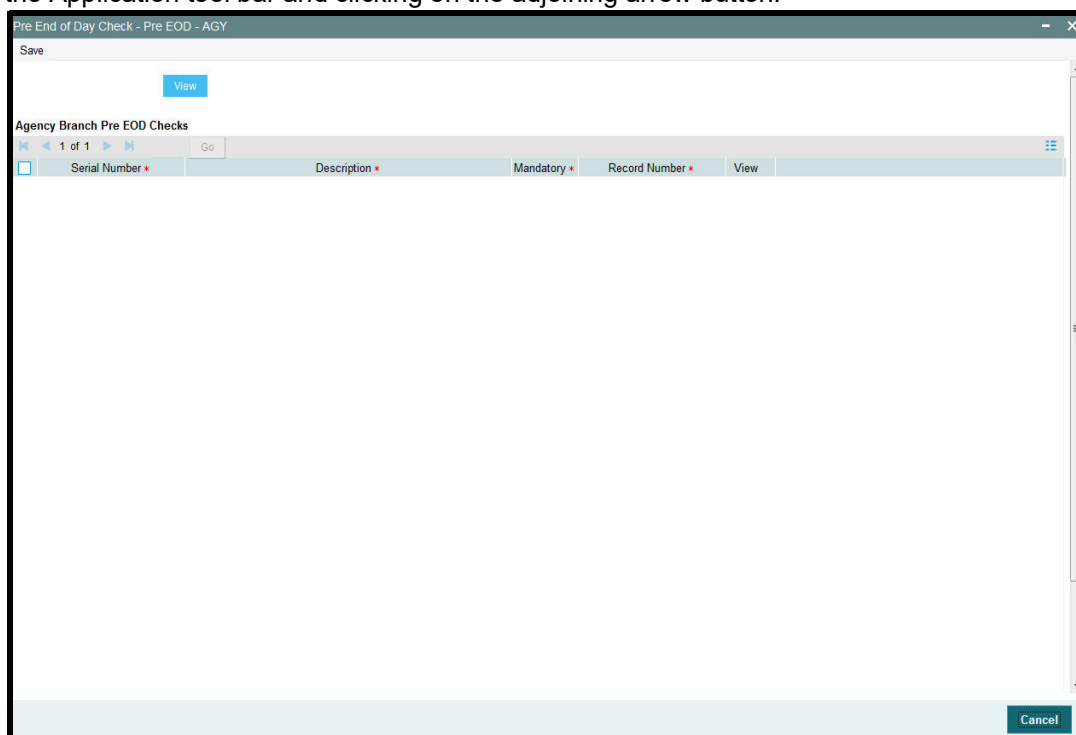 the Application tool bar and clicking on the adjoining arrow button.
Pre End of Day Check - Pre EOD - AGY
Save
View
Agency Branch Pre EOD Checks
1 of 1 Go
Serial Number * Description * Mandatory * Record Number * View
Cancel